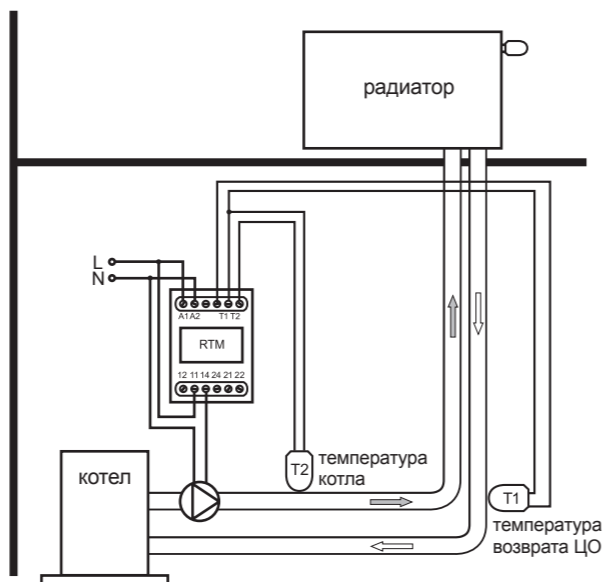 радиатор
L
N
A1 A2 T1 T2
RTM
12 11 14 24 21 22
котел
T2
температура
котла
T1
температура
возврата ЦО